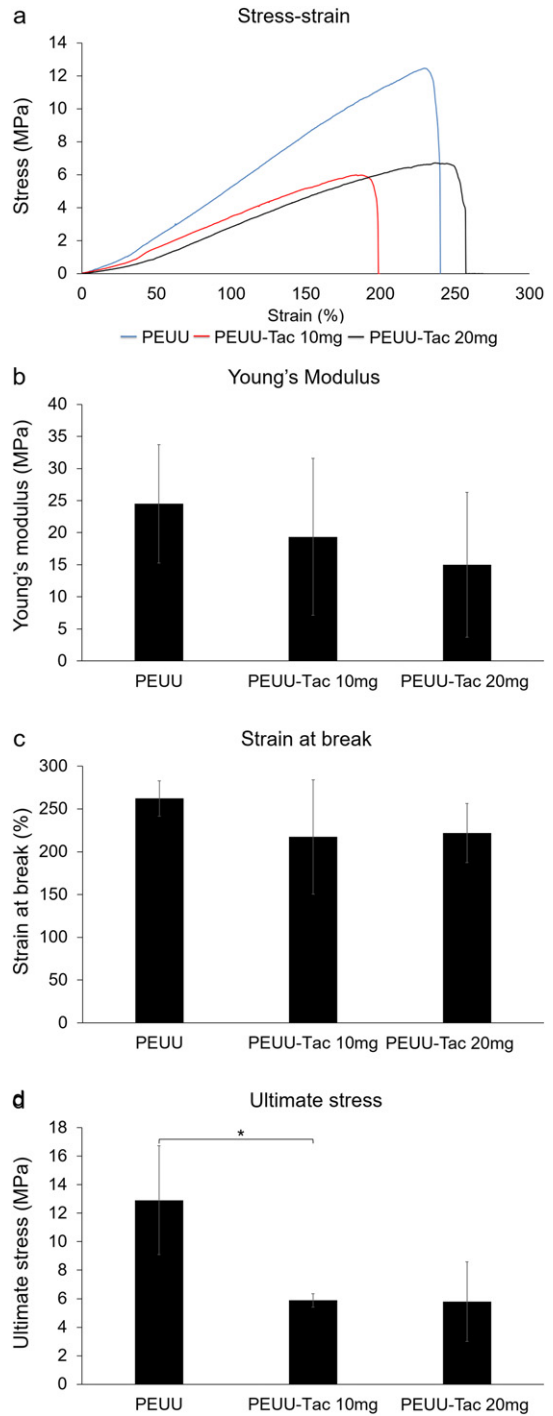 a
Stress-strain
Stress (MPa)
14
12
10
8
6
4
2
0
0 50 100 150 200 250 300
Strain (%)
PEUU PEUU-Tac 10mg PEUU-Tac 20mg
b
Young's Modulus
Young's modulus (MPa)
40
35
30
25
20
15
10
5
0
PEUU PEUU-Tac 10mg PEUU-Tac 20mg
c
Strain at break
Strain at break (%)
300
250
200
150
100
50
0
PEUU PEUU-Tac 10mg PEUU-Tac 20mg
d
Ultimate stress
Ultimate stress (MPa)
18
16
14
12
10
8
6
4
2
0
*
PEUU PEUU-Tac 10mg PEUU-Tac 20mg